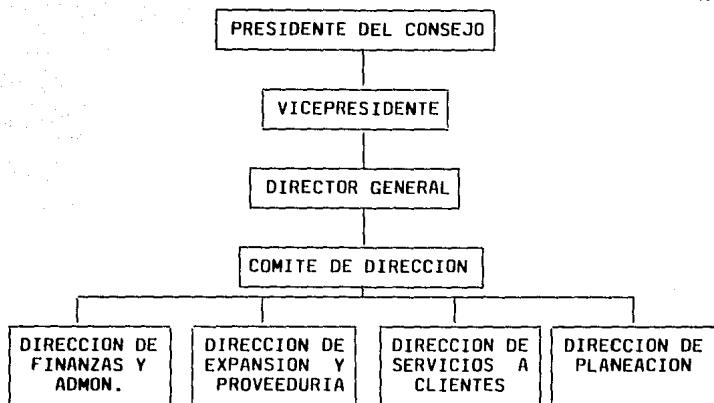 PRESIDENTE DEL CONSEJO
VICEPRESIDENTE
DIRECTOR GENERAL
COMITE DE DIRECCION
DIRECCION DE
FINANZAS Y
ADMON.
DIRECCION DE
EXPANSION Y
PROVEEDURIA
DIRECCION DE
SERVICIOS A
CLIENTES
DIRECCION DE
PLANEACION